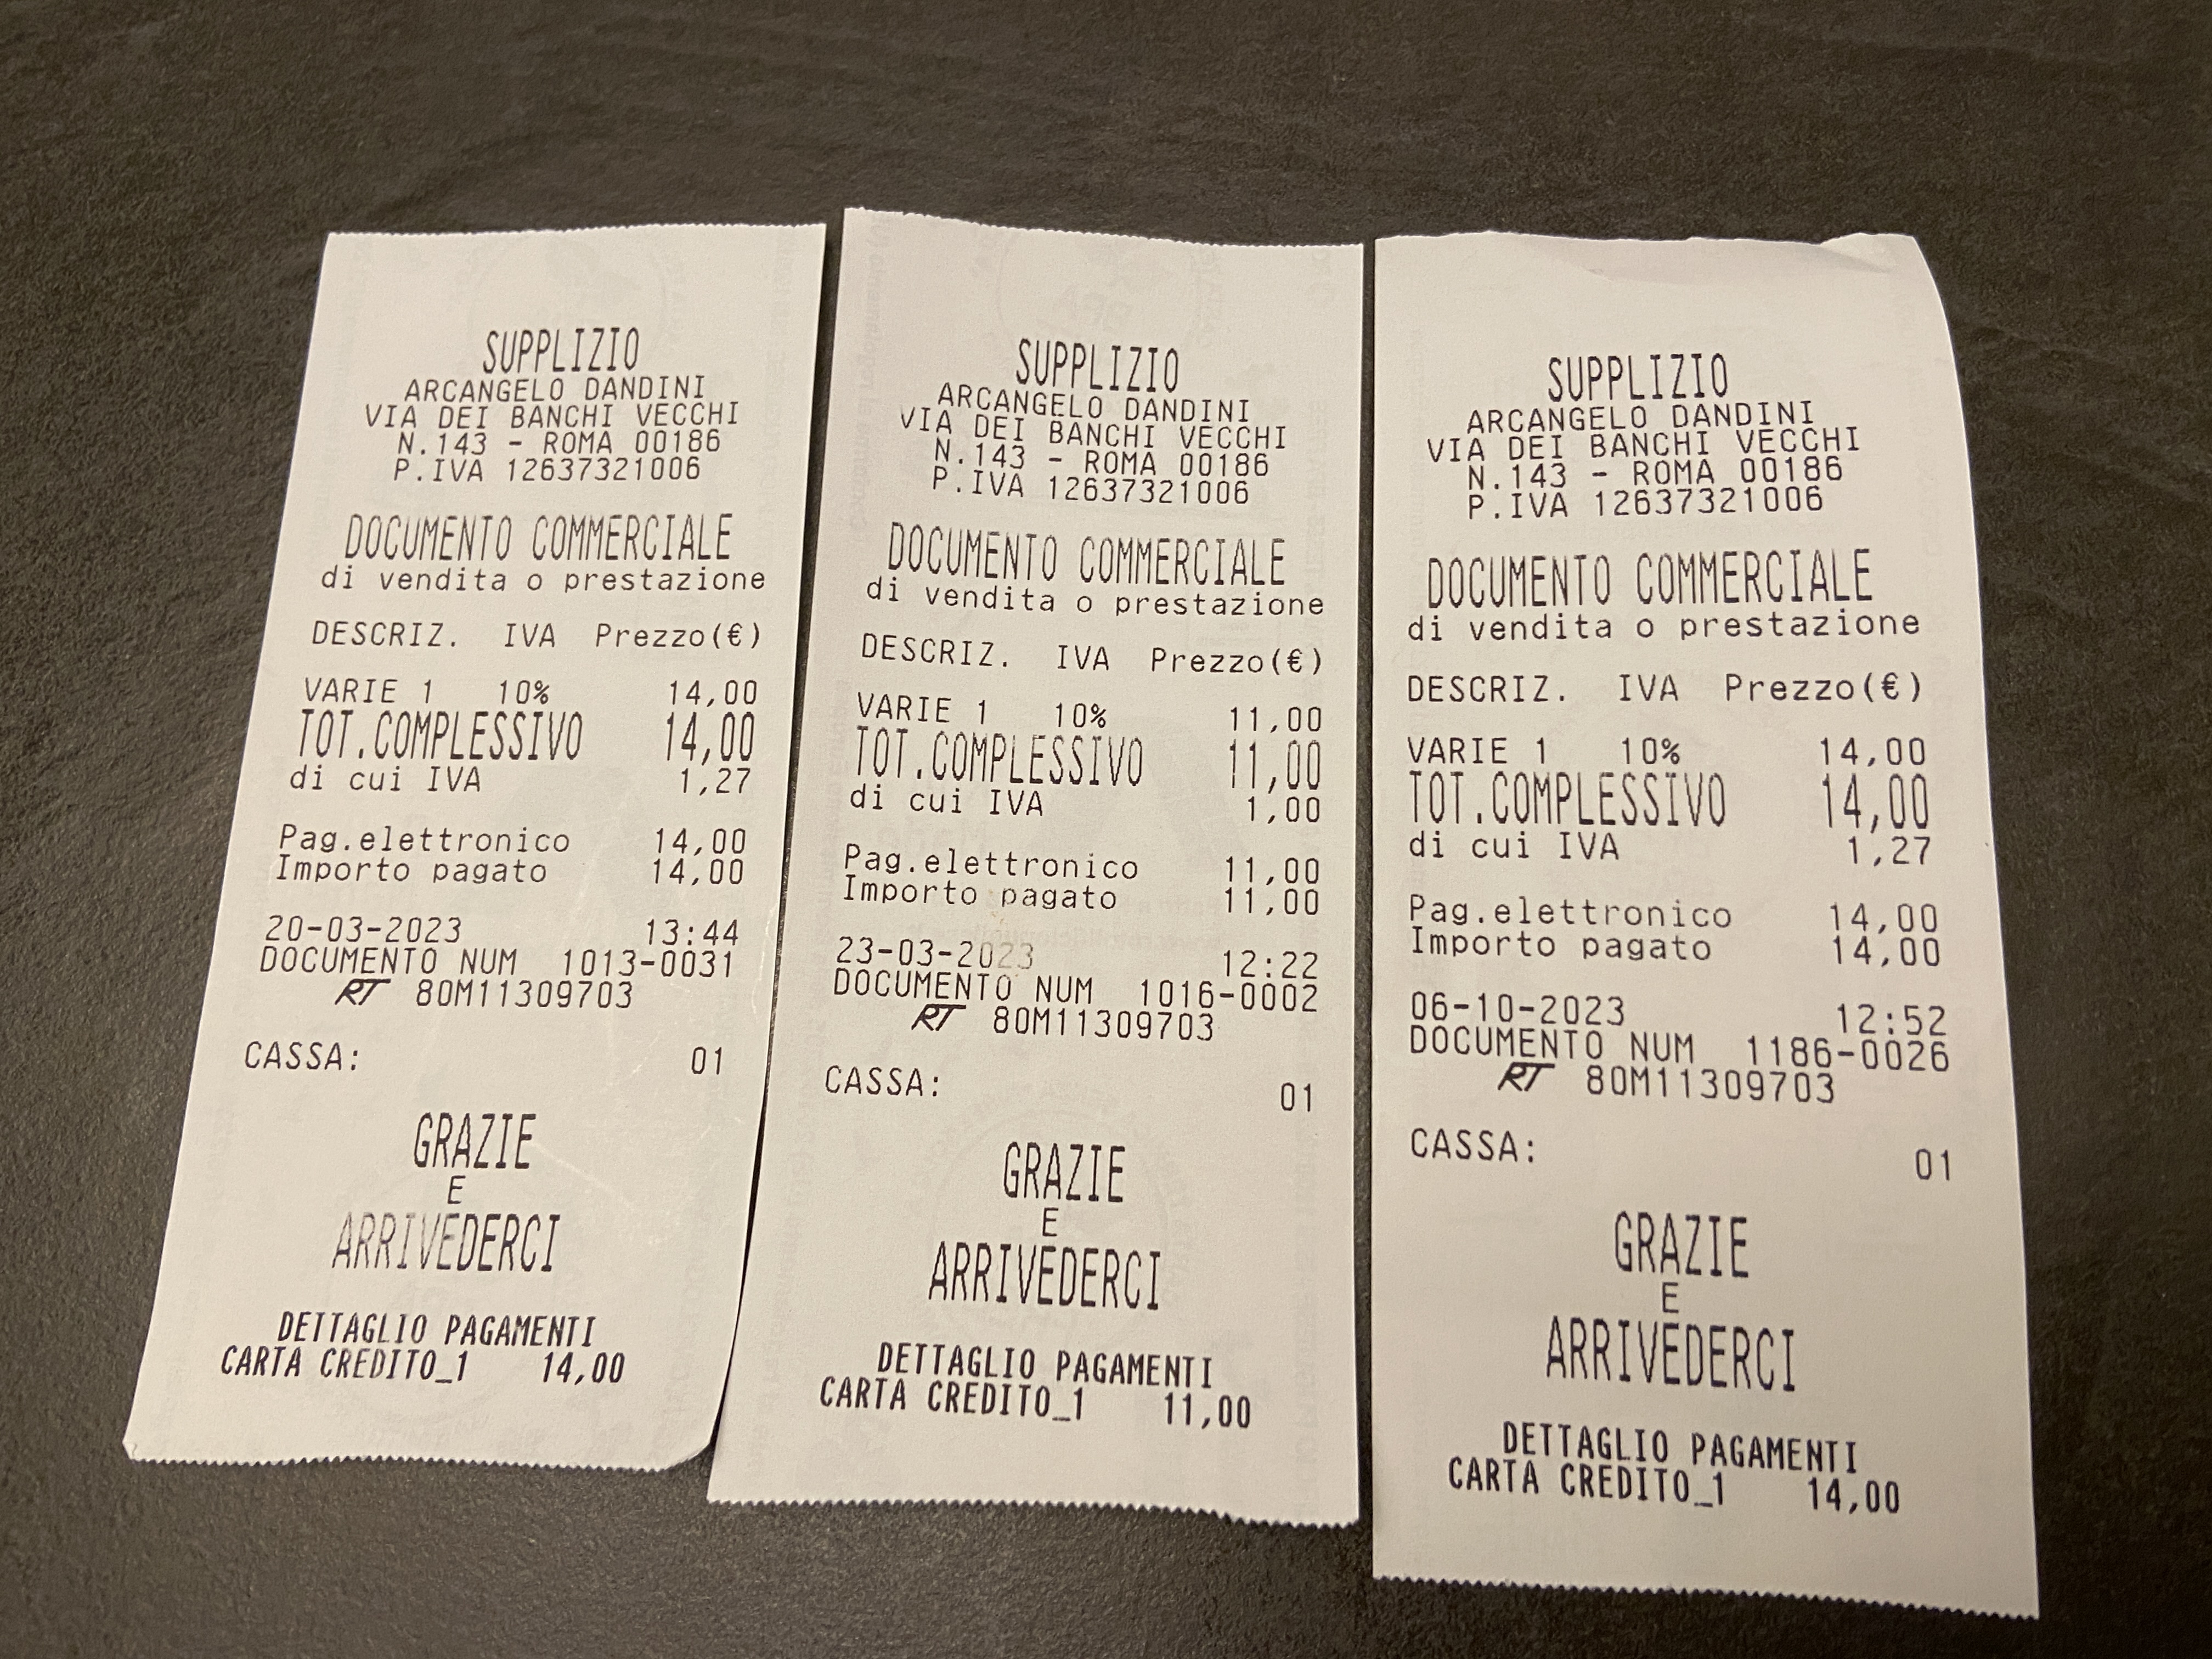 SUPPLIZIO
ARCANGELO DANDINI
VIA DEI BANCHI VECCHI
N.143 - ROMA 00186
P.IVA 12637321006
DOCUMENTO COMMERCIALE
di vendita o prestazione
DESCRIZ. IVA Prezzo(€)
VARIE 1 10% 14,00
TOT.COMPLESSIVO 14,00
di cui IVA 1,27
Pag.elettronico 14,00
Importo pagato 14,00
20-03-2023 13:44
DOCUMENTO NUM 1013-0031
RT 80M11309703
CASSA: 01
GRAZIE
E
ARRIVEDERCI
DETTAGLIO PAGAMENTI
CARTA CREDITO_1 14,00
SUPPLIZIO
ARCANGELO DANDINI
VIA DEI BANCHI VECCHI
N.143 - ROMA 00186
P.IVA 12637321006
DOCUMENTO COMMERCIALE
di vendita o prestazione
DESCRIZ. IVA Prezzo(€)
VARIE 1 10% 11,00
TOT.COMPLESSIVO 11,00
di cui IVA 1,00
Pag.elettronico 11,00
Importo pagato 11,00
23-03-2023 12:22
DOCUMENTO NUM 1016-0002
RT 80M11309703
CASSA: 01
GRAZIE
E
ARRIVEDERCI
DETTAGLIO PAGAMENTI
CARTA CREDITO_1 11,00
SUPPLIZIO
ARCANGELO DANDINI
VIA DEI BANCHI VECCHI
N.143 - ROMA 00186
P.IVA 12637321006
DOCUMENTO COMMERCIALE
di vendita o prestazione
DESCRIZ. IVA Prezzo(€)
VARIE 1 10% 14,00
TOT.COMPLESSIVO 14,00
di cui IVA 1,27
Pag.elettronico 14,00
Importo pagato 14,00
06-10-2023 12:52
DOCUMENTO NUM 1186-0026
RT 80M11309703
CASSA: 01
GRAZIE
E
ARRIVEDERCI
DETTAGLIO PAGAMENTI
CARTA CREDITO_1 14,00